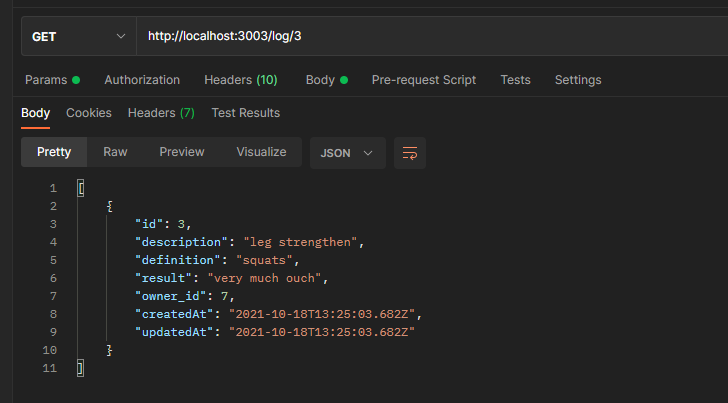 GET http://localhost:3003/log/3
Params Authorization Headers (10) Body Pre-request Script Tests Settings
Body Cookies Headers (7) Test Results
Pretty Raw Preview Visualize JSON
1 [
2 {
3 "id": 3,
4 "description": "leg strengthen",
5 "definition": "squats",
6 "result": "very much ouch",
7 "owner_id": 7,
8 "createdAt": "2021-10-18T13:25:03.682Z",
9 "updatedAt": "2021-10-18T13:25:03.682Z"
10 }
11 ]